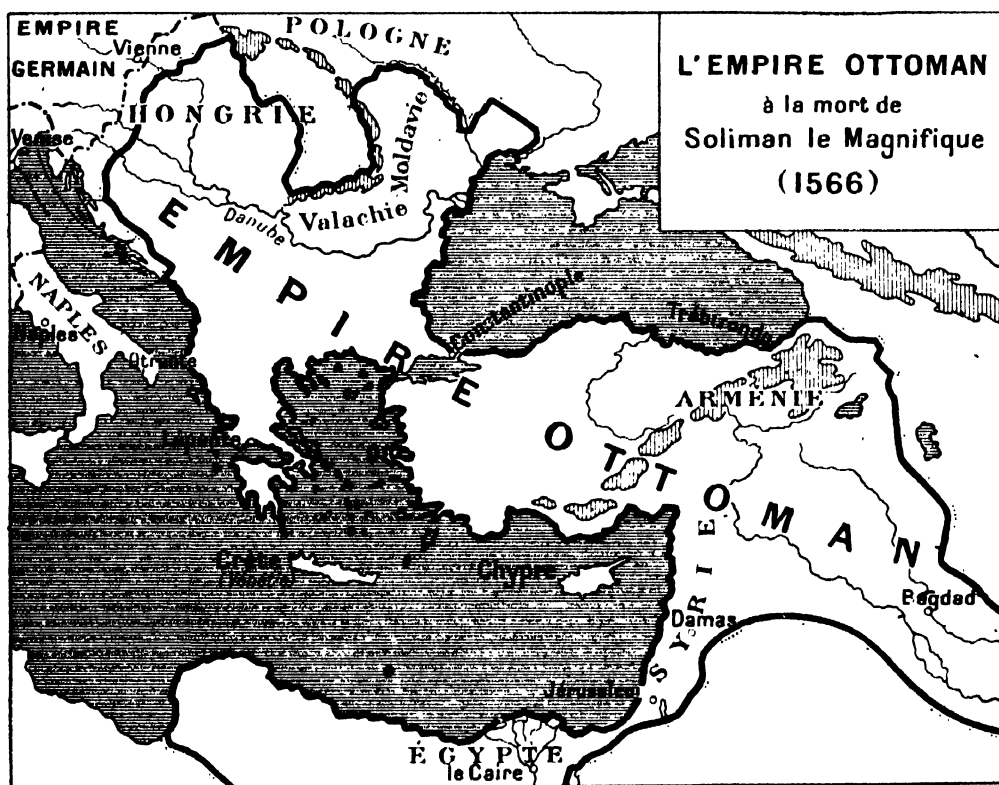 L'EMPIRE OTTOMAN
à la mort de
Soliman le Magnifique
(1566)
EMPIRE
GERMAIN
Vienne
POLOGNE
HONGRIE
Venise
Moldavie
Valachie
Danube
EMPIRE OTTOMAN
NAPLES
Naples
Otrante
Constantinople
Trébizonde
ARMÉNIE
Lépante
Crète
Chypre
SYRIE
Bagdad
Damas
Jérusalem
ÉGYPTE
le Caire